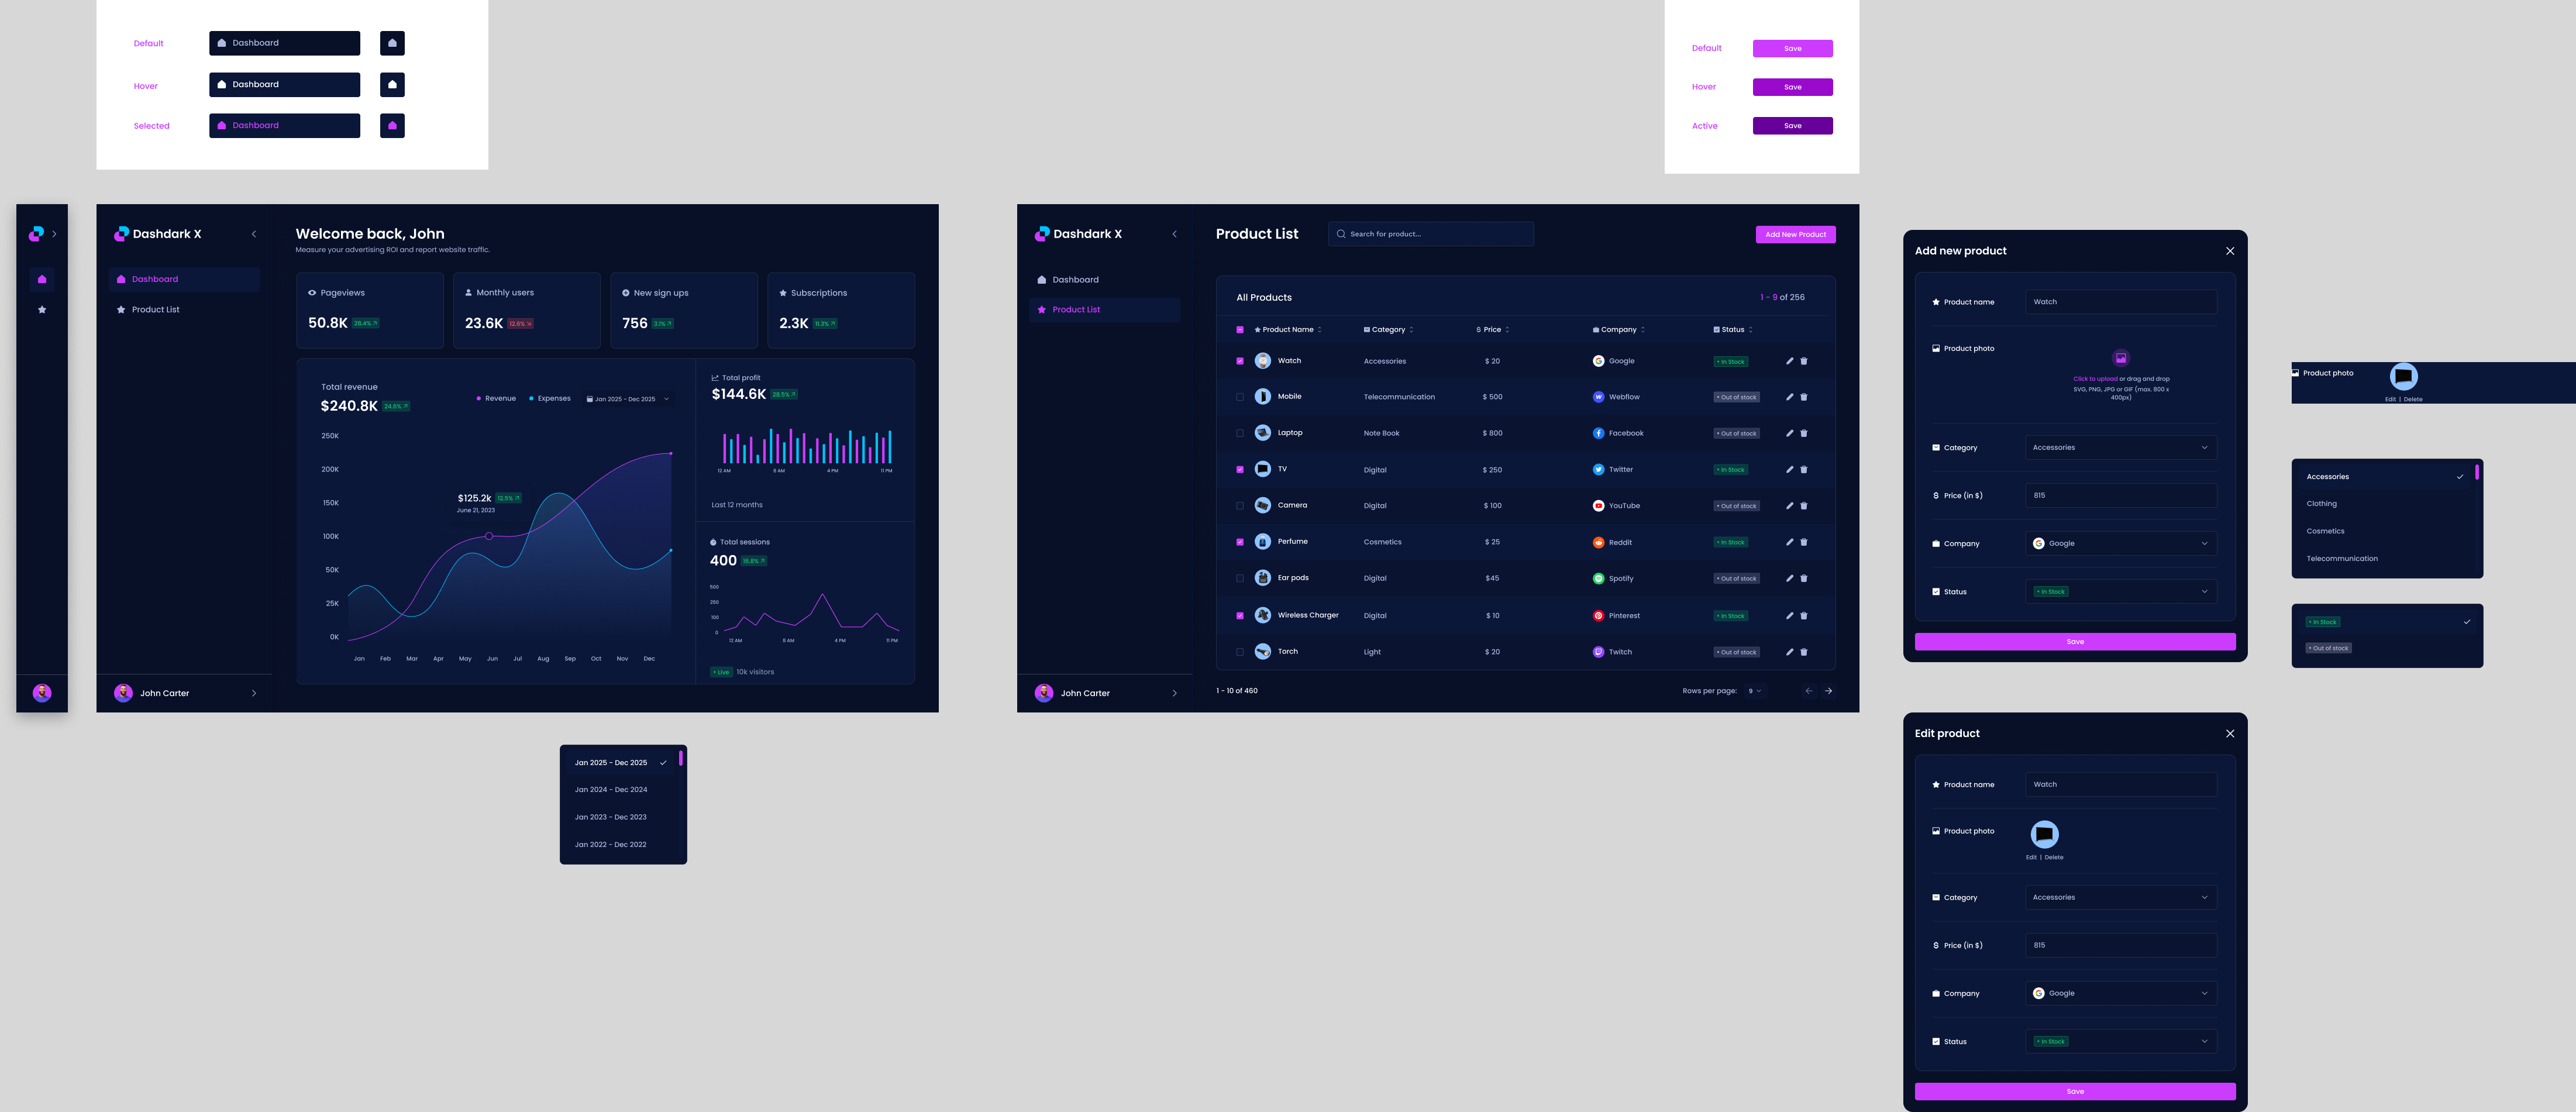 Default
Dashboard
Hover
Dashboard
Selected
Dashboard
Default
Save
Hover
Save
Active
Save
Dashdark X
Dashboard
Product List
John Carter
Welcome back, John
Measure your advertising ROI and report website traffic.
Pageviews
50.8K 28.4%
Monthly users
23.6K 12.6%
New sign ups
756 3.1%
Subscriptions
2.3K 11.3%
Total revenue
$240.8K 24.6%
Revenue
Expenses
Jan 2025 - Dec 2025
250K
200K
150K
100K
50K
25K
0K
$125.2k 12.5%
June 21, 2023
Jan Feb Mar Apr May Jun Jul Aug Sep Oct Nov Dec
Total profit
$144.6K 28.5%
12 AM 8 AM 4 PM 11 PM
Last 12 months
Total sessions
400 16.8%
500
250
100
0
12 AM 8 AM 4 PM 11 PM
Live 10k visitors
Jan 2025 - Dec 2025
Jan 2024 - Dec 2024
Jan 2023 - Dec 2023
Jan 2022 - Dec 2022
Dashdark X
Dashboard
Product List
John Carter
Product List
Search for product...
Add New Product
All Products
1 - 9 of 256
Product Name Category $ Price Company Status
Watch Accessories $ 20 Google In Stock
Mobile Telecommunication $ 500 Webflow Out of stock
Laptop Note Book $ 800 Facebook Out of stock
TV Digital $ 250 Twitter In Stock
Camera Digital $ 100 YouTube Out of stock
Perfume Cosmetics $ 25 Reddit In Stock
Ear pods Digital $45 Spotify Out of stock
Wireless Charger Digital $ 10 Pinterest In Stock
Torch Light $ 20 Twitch Out of stock
1 - 10 of 460
Rows per page: 9
Add new product
Product name
Watch
Product photo
Click to upload or drag and drop
SVG, PNG, JPG or GIF (max. 800 x
400px)
Category
Accessories
$ Price (in $)
815
Company
Google
Status
In Stock
Save
Product photo
Edit | Delete
Accessories
Clothing
Cosmetics
Telecommunication
In Stock
Out of stock
Edit product
Product name
Watch
Product photo
Edit | Delete
Category
Accessories
$ Price (in $)
815
Company
Google
Status
In Stock
Save